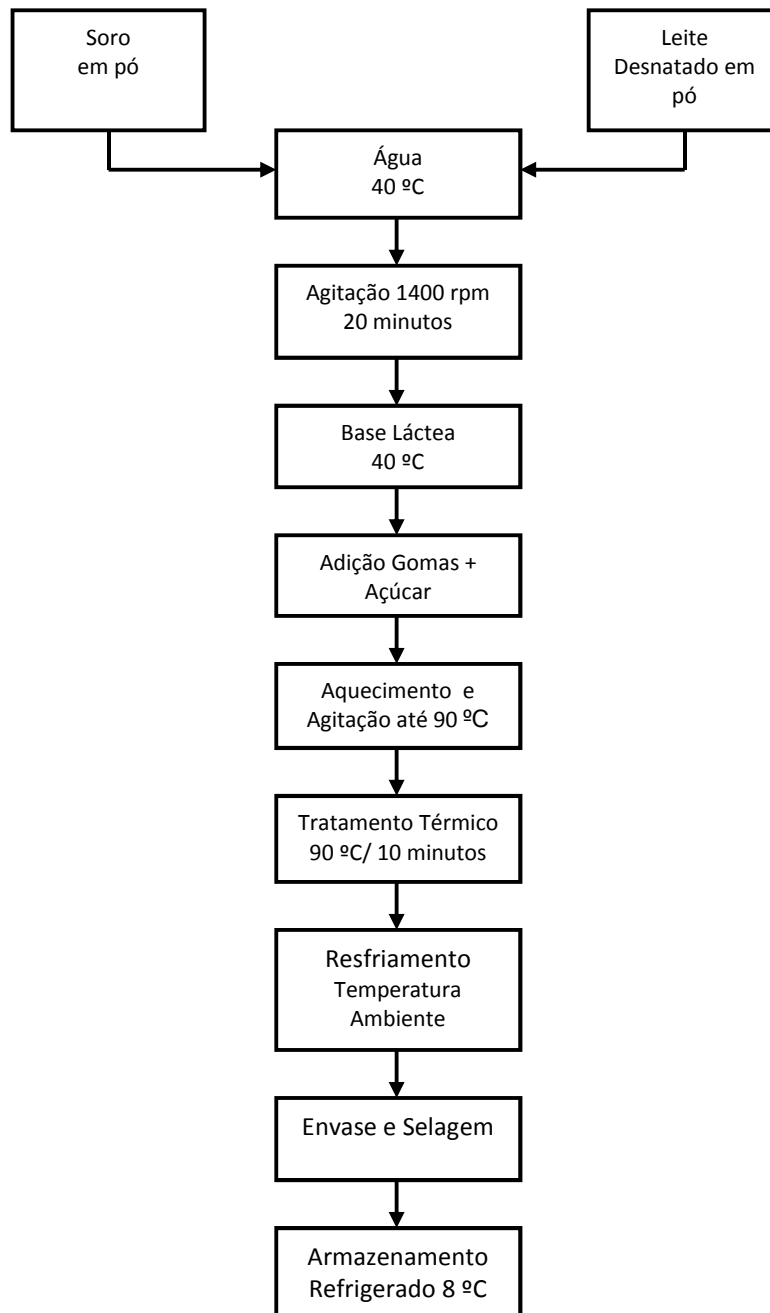 Soro
em pó
Leite
Desnatado em
pó
Água
40 ºC
Agitação 1400 rpm
20 minutos
Base Láctea
40 ºC
Adição Gomas +
Açúcar
Aquecimento e
Agitação até 90 ºC
Tratamento Térmico
90 ºC/ 10 minutos
Resfriamento
Temperatura
Ambiente
Envase e Selagem
Armazenamento
Refrigerado 8 ºC